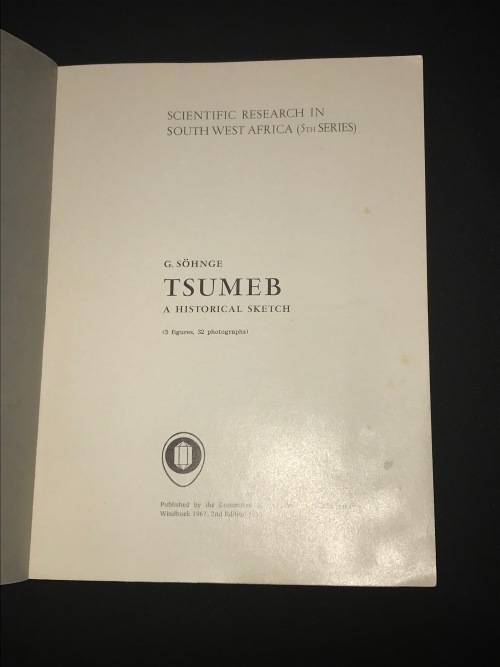 SCIENTIFIC RESEARCH IN
SOUTH WEST AFRICA (5TH SERIES)
G. SÖHNGE
TSUMEB
A HISTORICAL SKETCH
(3 figures, 32 photographs)
Published by the
Windhoek 1967, 2nd Edition